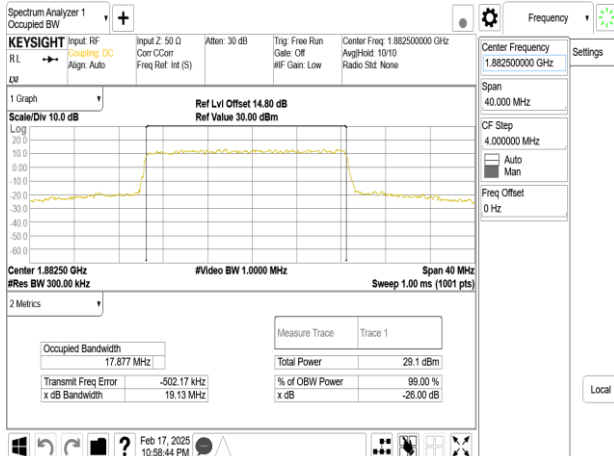 Spectrum Analyzer 1
Occupied BW
Frequency
KEYSIGHT
RL
LXI
Input: RF
Coupling: DC
Align: Auto
Input Z: 50 Ω
Corr CCorr
Freq Ref: Int (S)
Atten: 30 dB
Trig: Free Run
Gate: Off
#IF Gain: Low
Center Freq: 1.882500000 GHz
Avg|Hold: 10/10
Radio Std: None
Center Frequency
1.882500000 GHz
Settings
Span
40.000 MHz
CF Step
4.000000 MHz
Auto
Man
Freq Offset
0 Hz
Local
1 Graph
Scale/Div 10.0 dB
Ref Lvl Offset 14.80 dB
Ref Value 30.00 dBm
Log
20.0
10.0
0.00
-10.0
-20.0
-30.0
-40.0
-50.0
-60.0
Center 1.88250 GHz
#Video BW 1.0000 MHz
Span 40 MHz
#Res BW 300.00 kHz
Sweep 1.00 ms (1001 pts)
2 Metrics
Measure Trace
Trace 1
Occupied Bandwidth
17.877 MHz
Total Power
29.1 dBm
Transmit Freq Error
-502.17 kHz
% of OBW Power
99.00 %
x dB Bandwidth
19.13 MHz
x dB
-26.00 dB
Feb 17, 2025
10:58:44 PM